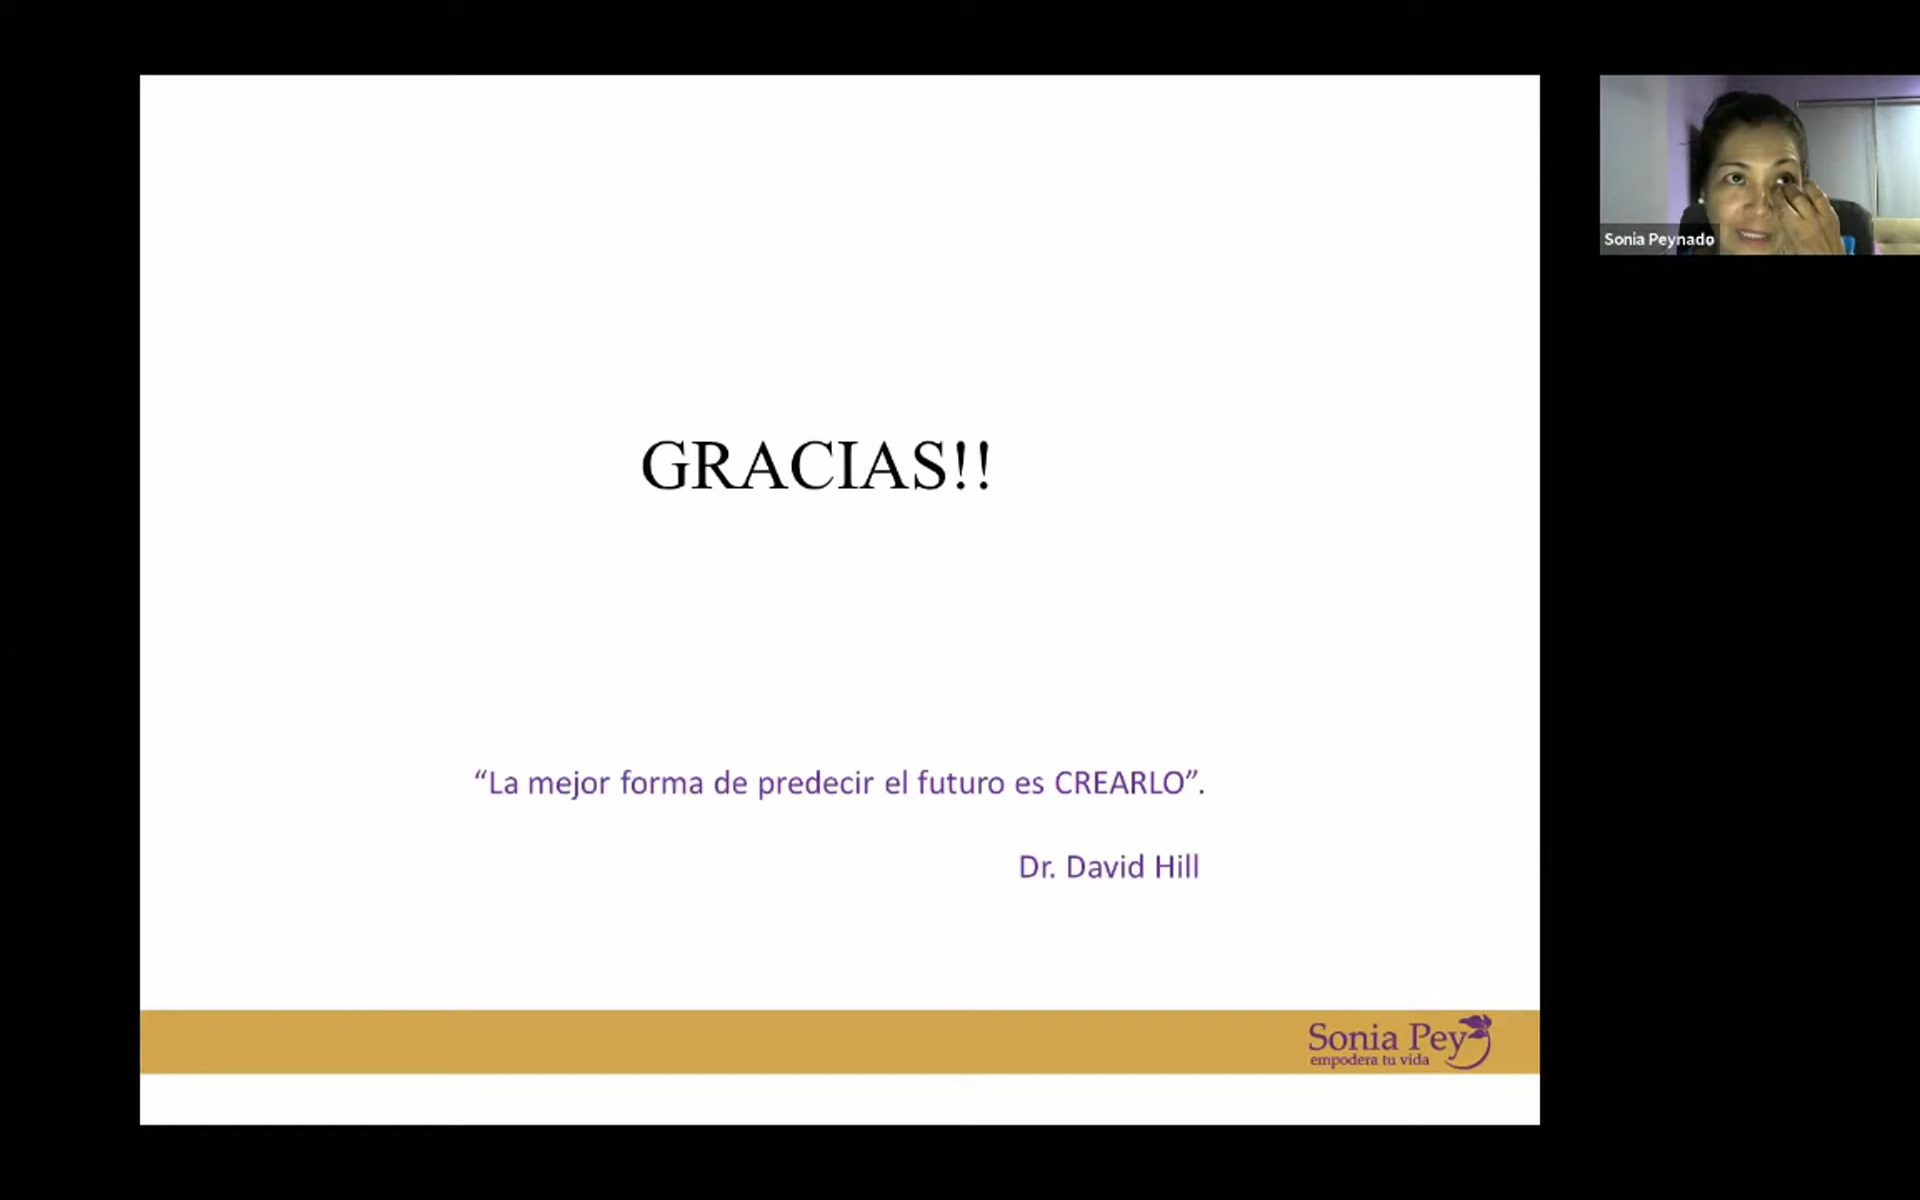 Sonia Peynado
GRACIAS!!
“La mejor forma de predecir el futuro es CREARLO”.
Dr. David Hill
Sonia Pey
empodera tu vida